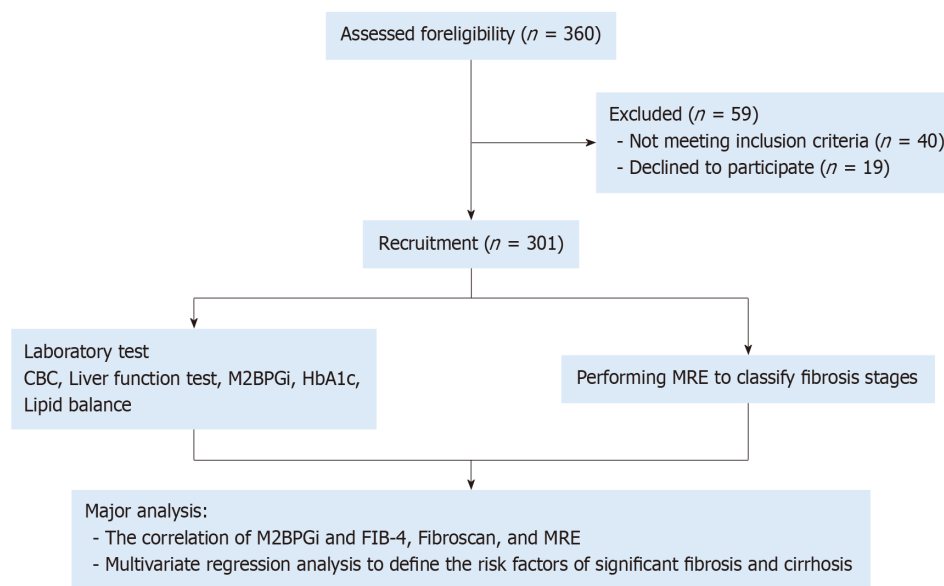 Assessed foreligibility (n = 360)
Excluded (n = 59)
- Not meeting inclusion criteria (n = 40)
- Declined to participate (n = 19)
Recruitment (n = 301)
Laboratory test
CBC, Liver function test, M2BPGi, HbA1c,
Lipid balance
Performing MRE to classify fibrosis stages
Major analysis:
- The correlation of M2BPGi and FIB-4, Fibroscan, and MRE
- Multivariate regression analysis to define the risk factors of significant fibrosis and cirrhosis